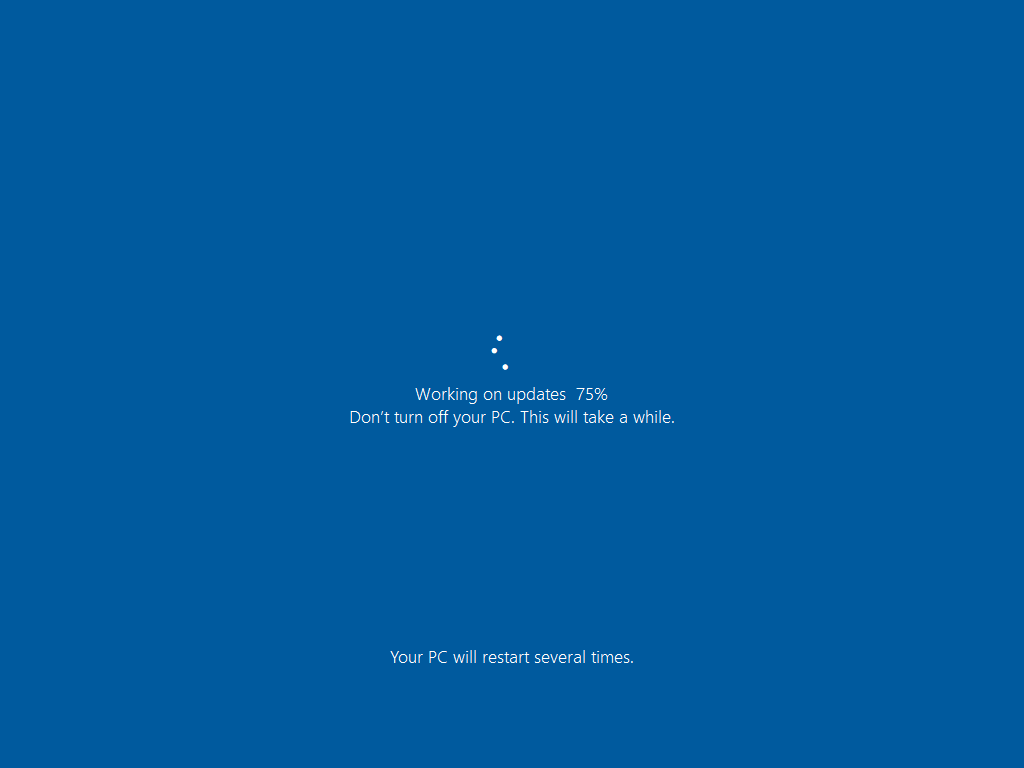 Working on updates  75%
Don't turn off your PC. This will take a while.
Your PC will restart several times.